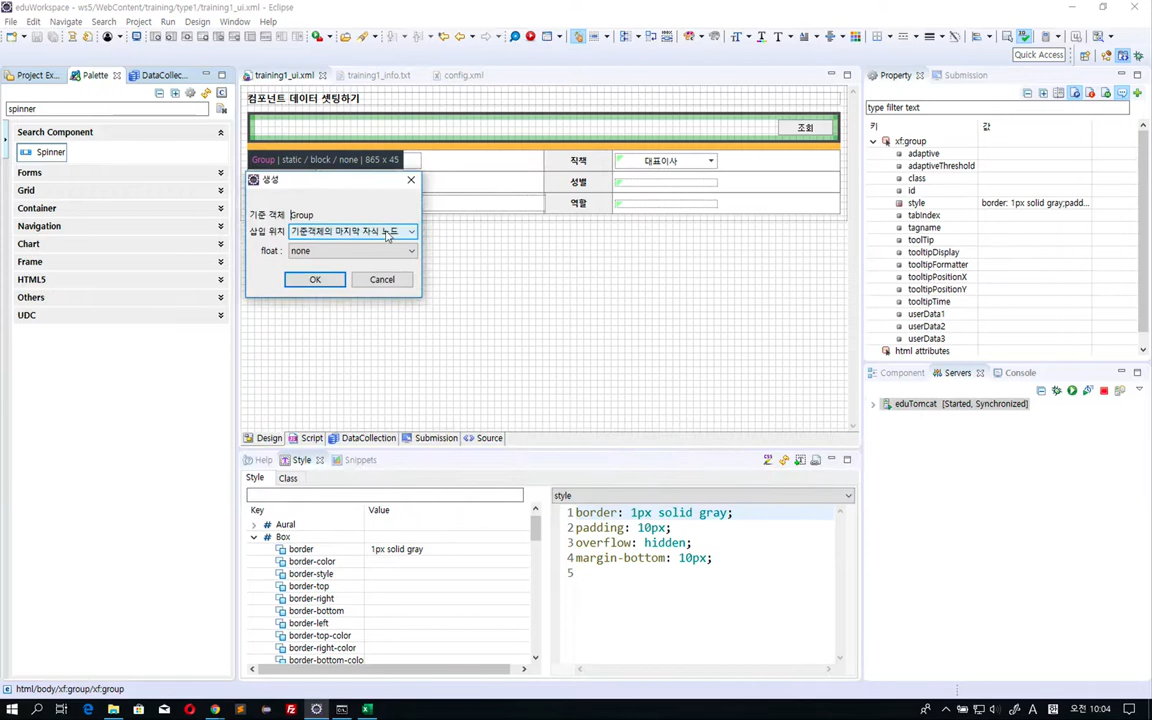 eduWorkspace - ws5/WebContent/training/type1/training1_ui.xml - Eclipse
File Edit Navigate Search Project Run Design Window Help
Quick Access
Project Ex... Palette DataCollec...
training1_ui.xml training1_info.txt config.xml
Property Submission
spinner
Search Component
Spinner
Forms
Grid
Container
Navigation
Chart
Frame
HTML5
Others
UDC
컴포넌트 데이터 셋팅하기
조회
Group | static / block / none | 865 x 45
직책 대표이사
성별
역할
생성
기준 객체 Group
삽입 위치 기준객체의 마지막 자식 노드
float : none
OK Cancel
type filter text
키 값
xf:group
adaptive
adaptiveThreshold
class
id
style border: 1px solid gray;padd...
tabIndex
tagname
toolTip
tooltipDisplay
tooltipFormatter
tooltipPositionX
tooltipPositionY
tooltipTime
userData1
userData2
userData3
html attributes
Component Servers Console
eduTomcat [Started, Synchronized]
Design Script DataCollection Submission Source
Help Style Snippets
Style Class
Key Value
Aural
Box
border 1px solid gray
border-color
border-style
border-top
border-right
border-bottom
border-left
border-top-color
border-right-color
border-bottom-colo
style
1 border: 1px solid gray;
2 padding: 10px;
3 overflow: hidden;
4 margin-bottom: 10px;
5
html/body/xf:group/xf:group
A 한 오전 10:04